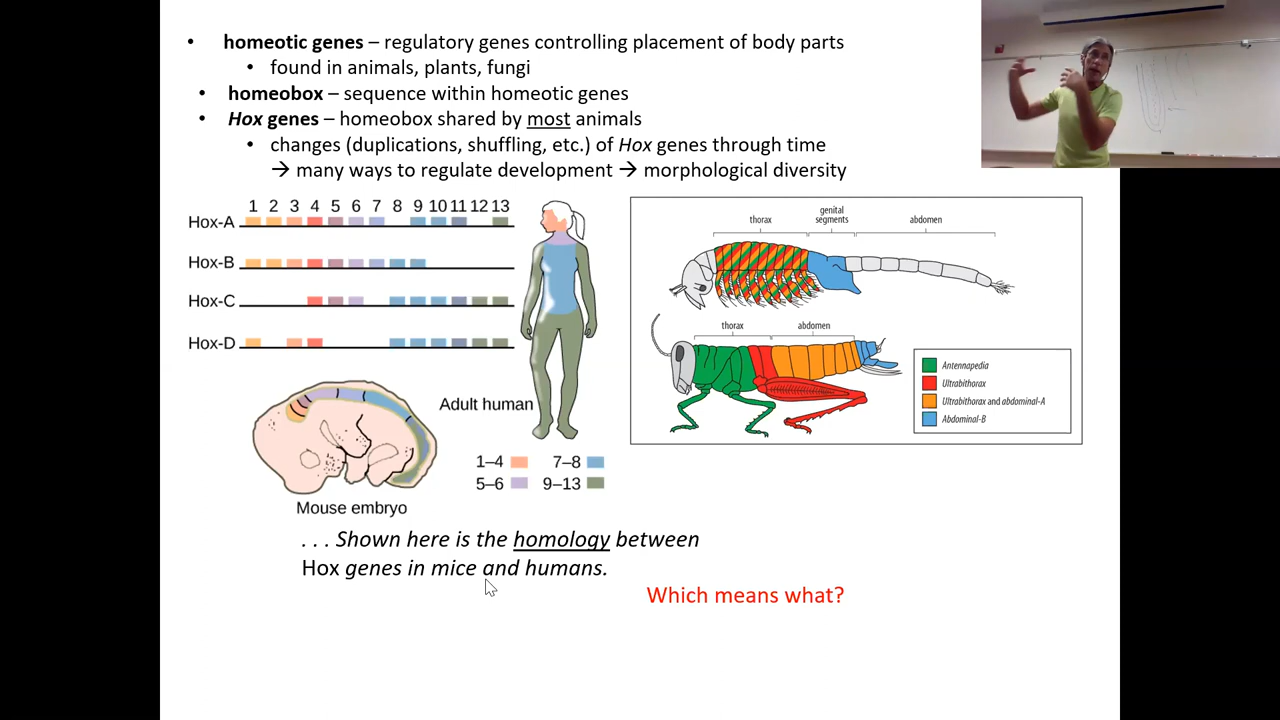 • homeotic genes – regulatory genes controlling placement of body parts
• found in animals, plants, fungi
• homeobox – sequence within homeotic genes
• Hox genes – homeobox shared by most animals
• changes (duplications, shuffling, etc.) of Hox genes through time
→ many ways to regulate development → morphological diversity
1 2 3 4 5 6 7 8 9 10 11 12 13
Hox-A
Hox-B
Hox-C
Hox-D
Adult human
1–4 7–8
5–6 9–13
Mouse embryo
thorax genital segments abdomen
thorax abdomen
Antennapedia
Ultrabithorax
Ultrabithorax and abdominal-A
Abdominal-B
. . . Shown here is the homology between
Hox genes in mice and humans.
Which means what?